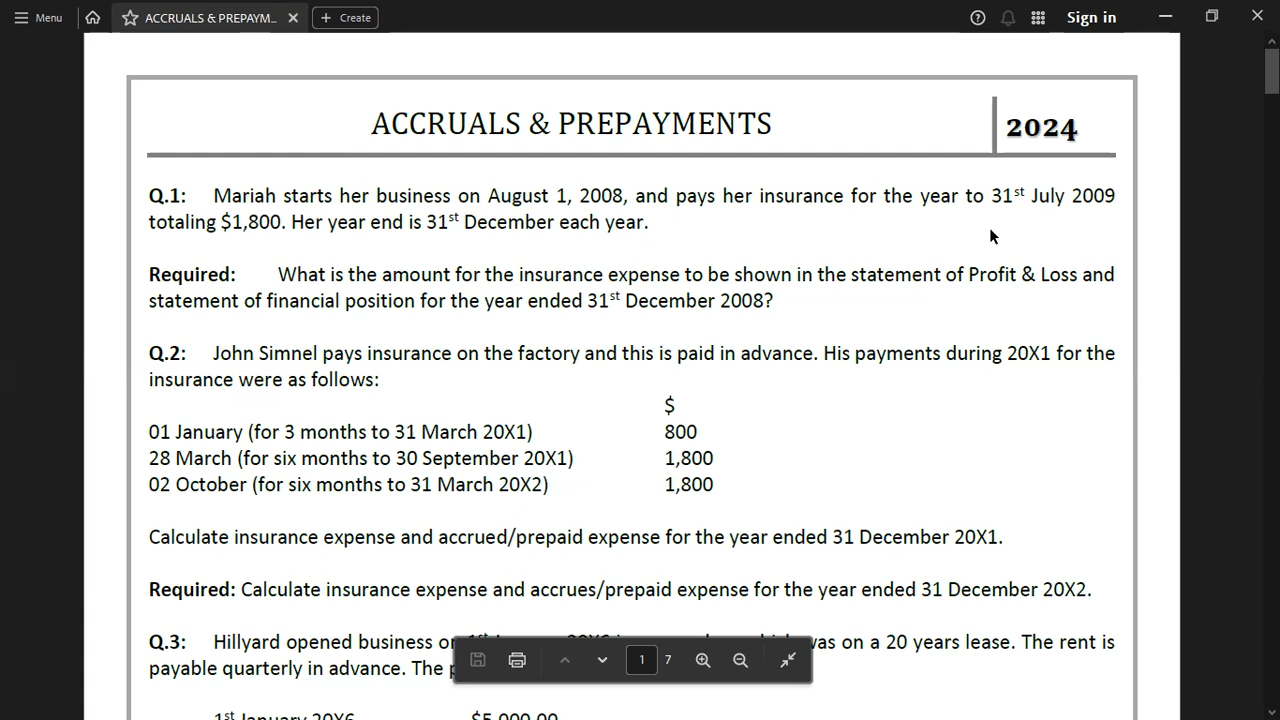 Menu
ACCRUALS & PREPAYM...
Create
Sign in
ACCRUALS & PREPAYMENTS
2024
Q.1: Mariah starts her business on August 1, 2008, and pays her insurance for the year to 31st July 2009
totaling $1,800. Her year end is 31st December each year.
Required: What is the amount for the insurance expense to be shown in the statement of Profit & Loss and
statement of financial position for the year ended 31st December 2008?
Q.2: John Simnel pays insurance on the factory and this is paid in advance. His payments during 20X1 for the
insurance were as follows:
$
01 January (for 3 months to 31 March 20X1) 800
28 March (for six months to 30 September 20X1) 1,800
02 October (for six months to 31 March 20X2) 1,800
Calculate insurance expense and accrued/prepaid expense for the year ended 31 December 20X1.
Required: Calculate insurance expense and accrues/prepaid expense for the year ended 31 December 20X2.
Q.3: Hillyard opened business on was on a 20 years lease. The rent is
payable quarterly in advance. The
1 7
1st January 20X6 $5,000.00